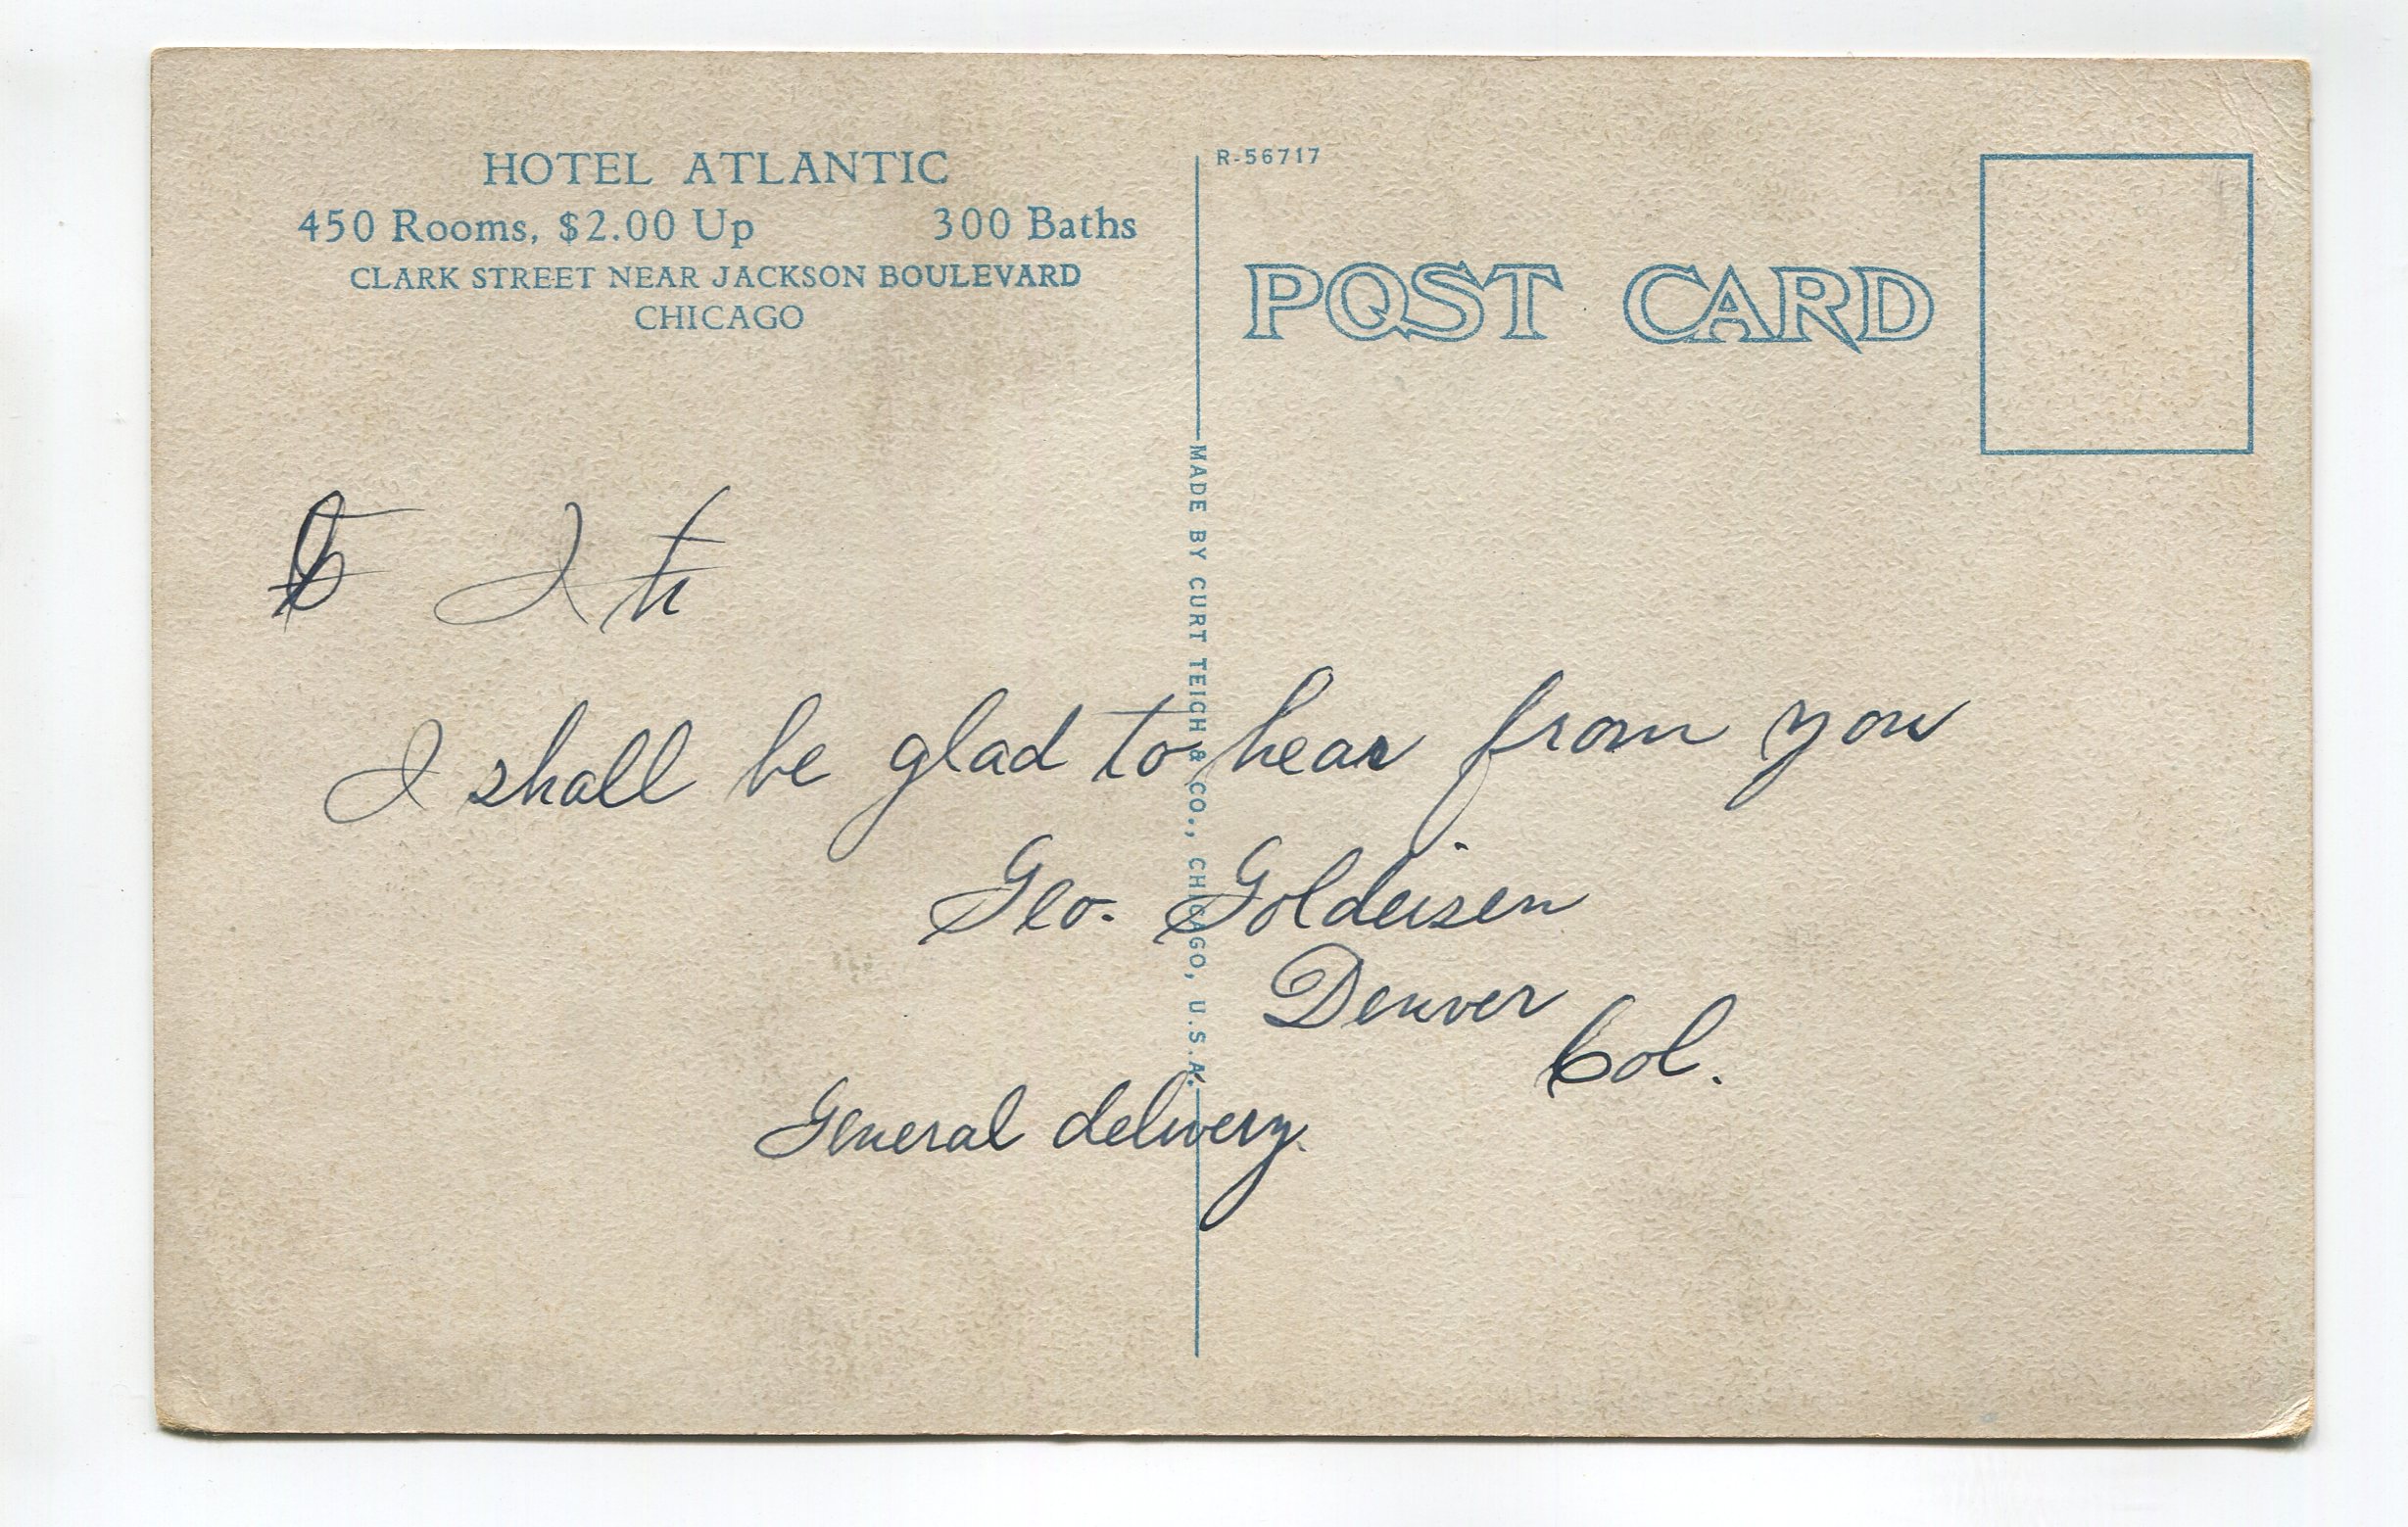 HOTEL ATLANTIC
450 Rooms, $2.00 Up 300 Baths
CLARK STREET NEAR JACKSON BOULEVARD
CHICAGO
R-56717
POST CARD
MADE BY CURT TEICH & CO., CHICAGO, U.S.A.
I
I shall be glad to hear from you
Geo. Goldeisen
Denver
Col.
General delivery.